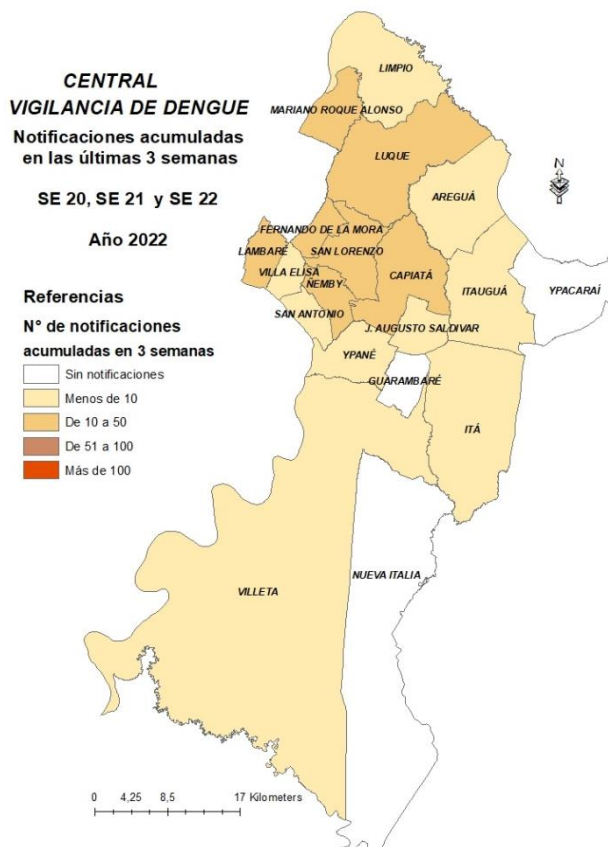 CENTRAL
VIGILANCIA DE DENGUE
Notificaciones acumuladas
en las últimas 3 semanas
SE 20, SE 21 y SE 22
Año 2022
Referencias
N° de notificaciones
acumuladas en 3 semanas
Sin notificaciones
Menos de 10
De 10 a 50
De 51 a 100
Más de 100
LIMPIO
MARIANO ROQUE ALONSO
LUQUE
N
AREGUÁ
FERNANDO DE LA MORA
LAMBARÉ
SAN LORENZO
VILLA ELISA
CAPIATÁ
ÑEMBY
ITAUGUÁ
YPACARAÍ
SAN ANTONIO
J. AUGUSTO SALDIVAR
YPANÉ
GUARAMBARÉ
ITÁ
NUEVA ITALIA
VILLETA
0 4,25 8,5 17 Kilometers